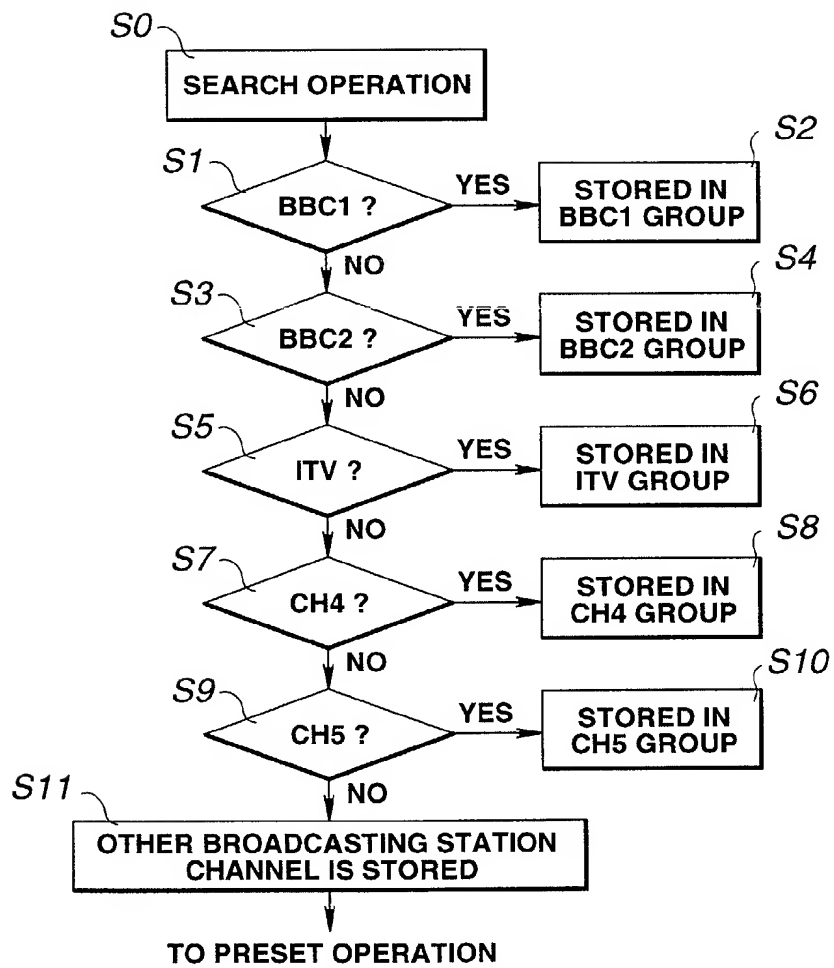 S0
SEARCH OPERATION
S1
BBC1 ?
YES
S2
STORED IN
BBC1 GROUP
NO
S3
BBC2 ?
YES
S4
STORED IN
BBC2 GROUP
NO
S5
ITV ?
YES
S6
STORED IN
ITV GROUP
NO
S7
CH4 ?
YES
S8
STORED IN
CH4 GROUP
NO
S9
CH5 ?
YES
S10
STORED IN
CH5 GROUP
NO
S11
OTHER BROADCASTING STATION
CHANNEL IS STORED
TO PRESET OPERATION